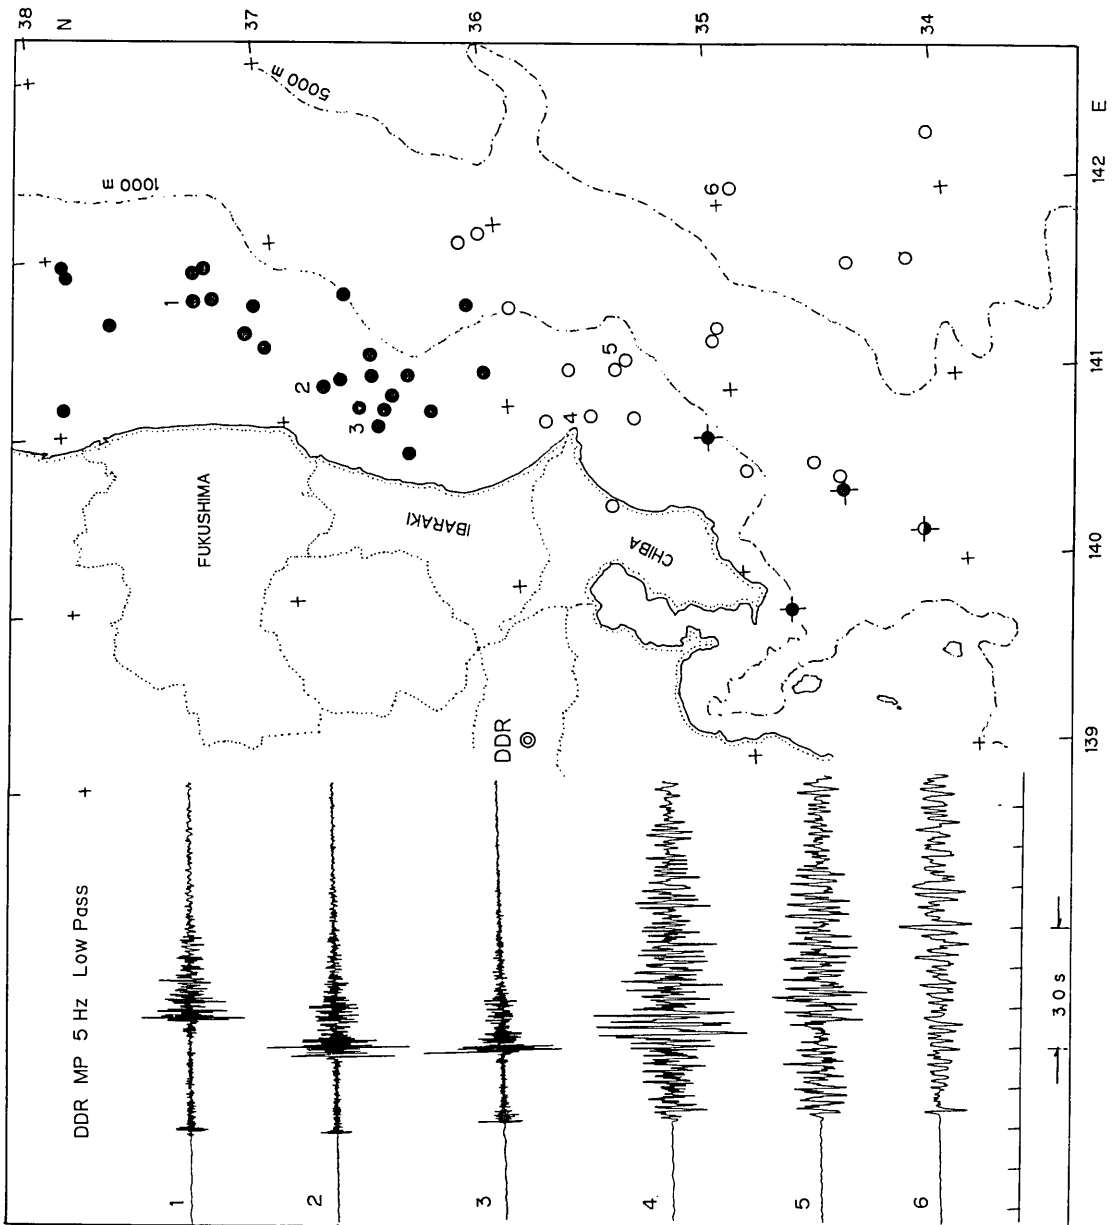 38
37
36
35
34
N
5000 m
1000 m
142
141
140
139
E
1
2
3
4
5
6
FUKUSHIMA
IBARAKI
CHIBA
DDR
DDR MP 5 Hz Low Pass
1
2
3
4
5
6
30 s